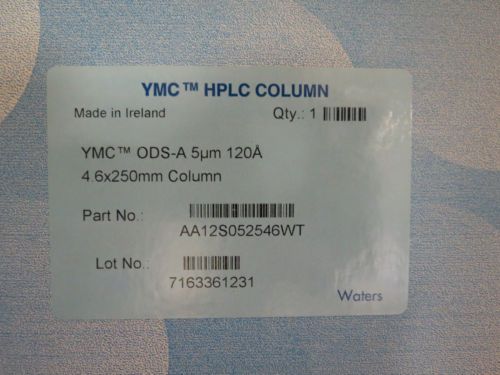 YMC™ HPLC COLUMN
Made in Ireland Qty.: 1
YMC™ ODS-A 5µm 120Å
4.6x250mm Column
Part No.:
AA12S052546WT
Lot No.:
7163361231
Waters